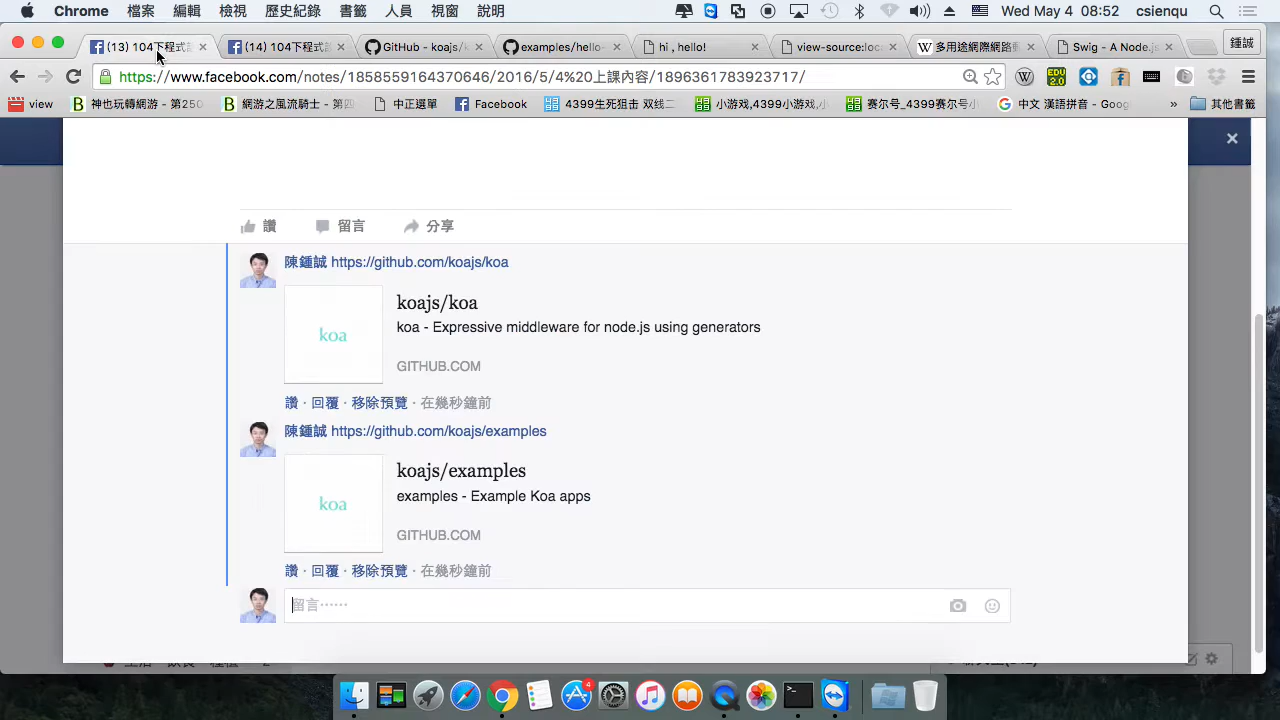 Chrome 檔案 編輯 檢視 歷史紀錄 書籤 人員 視窗 說明 Wed May 4 08:52 csienqu
(13) 104下程式 (14) 104下程式 GitHub - koajs/k examples/hello- hi , hello! view-source:loca 多用途網際網路 Swig - A Node.js 鍾誠
https://www.facebook.com/notes/1858559164370646/2016/5/4%20上課內容/1896361783923717/
view 神也玩轉網游 - 第250 網游之風流騎士 - 第四 中正選單 Facebook 4399生死狙击 双线二 小游戏,4399小游戏, 赛尔号_4399赛尔号小 中文 漢語拼音 - Goog » 其他書籤
讚 留言 分享
陳鍾誠 https://github.com/koajs/koa
koa
koajs/koa
koa - Expressive middleware for node.js using generators
GITHUB.COM
讚 · 回覆 · 移除預覽 · 在幾秒鐘前
陳鍾誠 https://github.com/koajs/examples
koa
koajs/examples
examples - Example Koa apps
GITHUB.COM
讚 · 回覆 · 移除預覽 · 在幾秒鐘前
留言⋯⋯
4